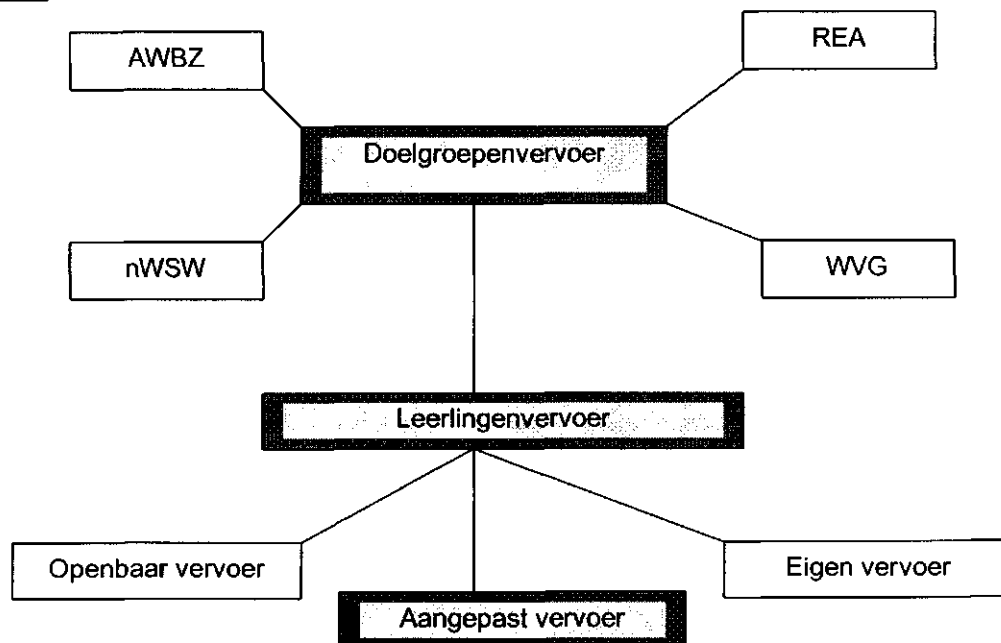 AWBZ
REA
Doelgroepenvervoer
nWSW
WVG
Leerlingenvervoer
Openbaar vervoer
Eigen vervoer
Aangepast vervoer